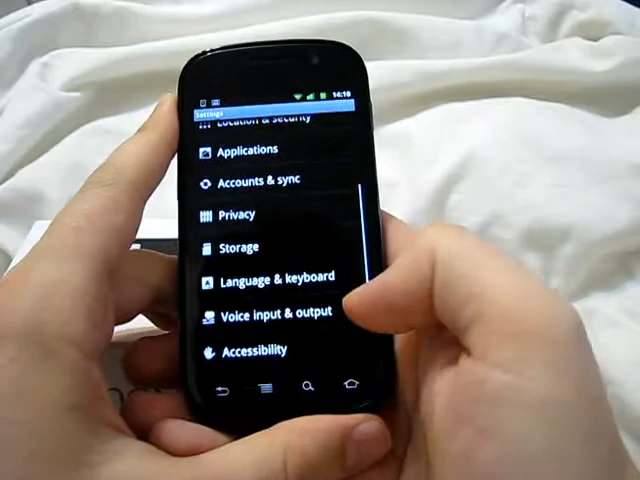 14:10
Settings
Location & security
Applications
Accounts & sync
Privacy
Storage
Language & keyboard
Voice input & output
Accessibility